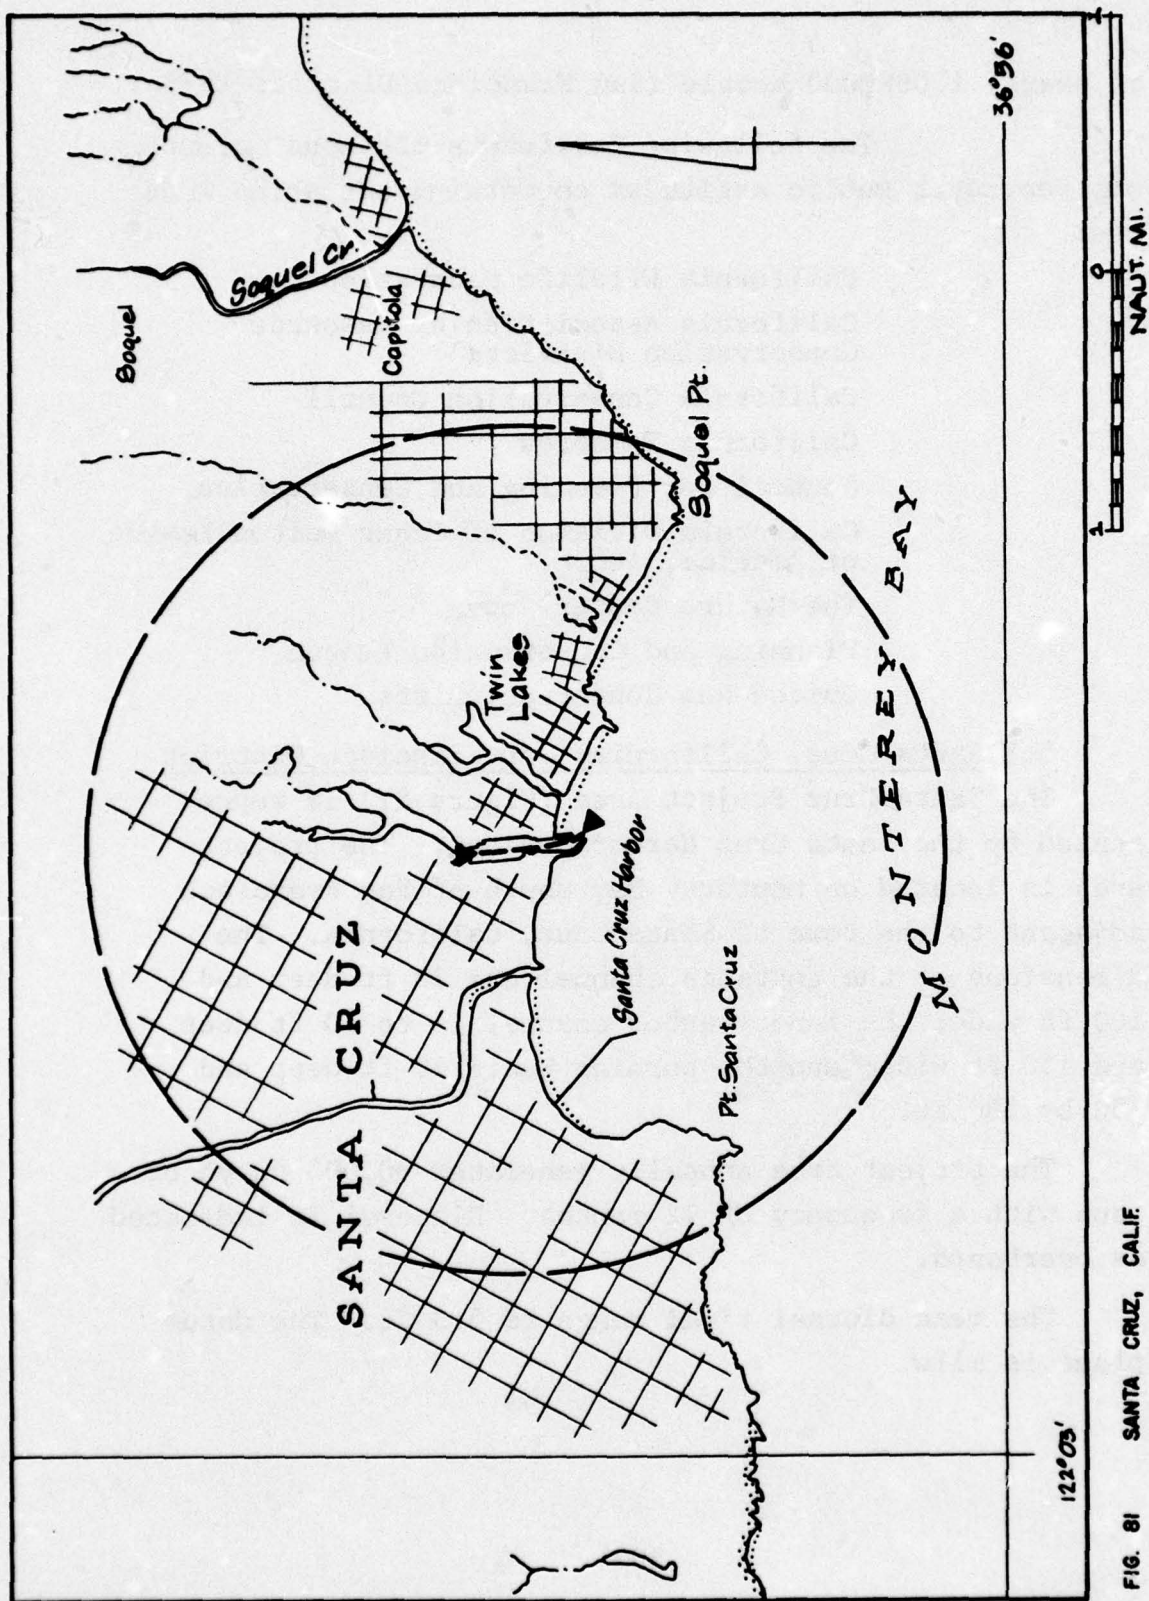 Soquel
Soquel Cr.
Capitola
Twin
Lakes
Soquel Pt.
SANTA CRUZ
Santa Cruz Harbor
Pt. Santa Cruz
MONTEREY BAY
36°56'
122°03'
1 0 1
NAUT. MI.
FIG. 81 SANTA CRUZ, CALIF.